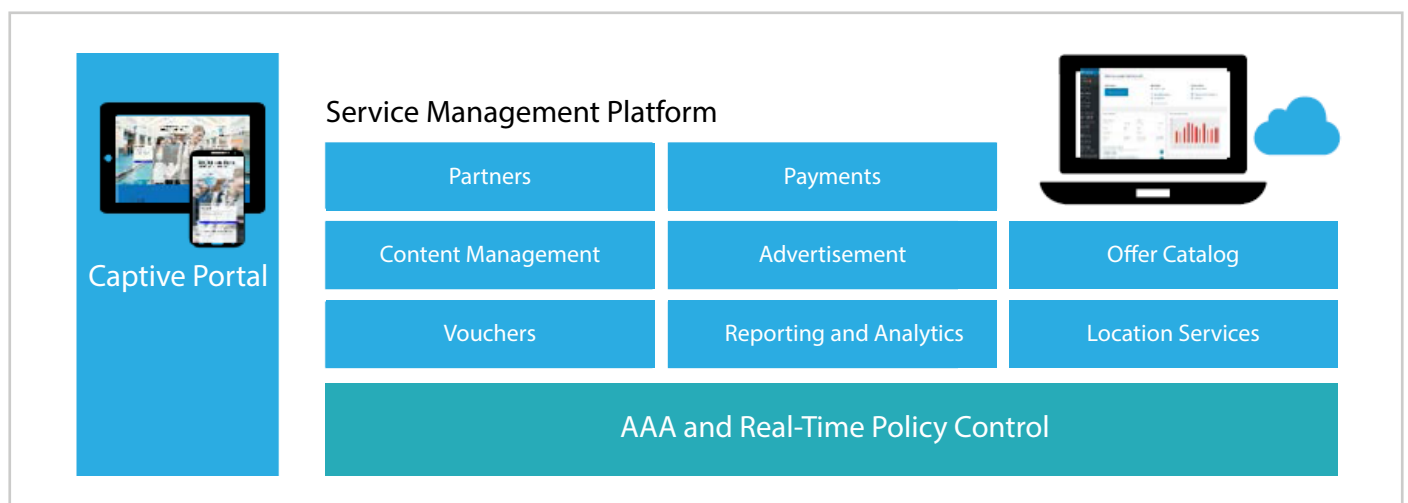 Service Management Platform
Partners
Payments
Content Management
Advertisement
Offer Catalog
Captive Portal
Vouchers
Reporting and Analytics
Location Services
AAA and Real-Time Policy Control